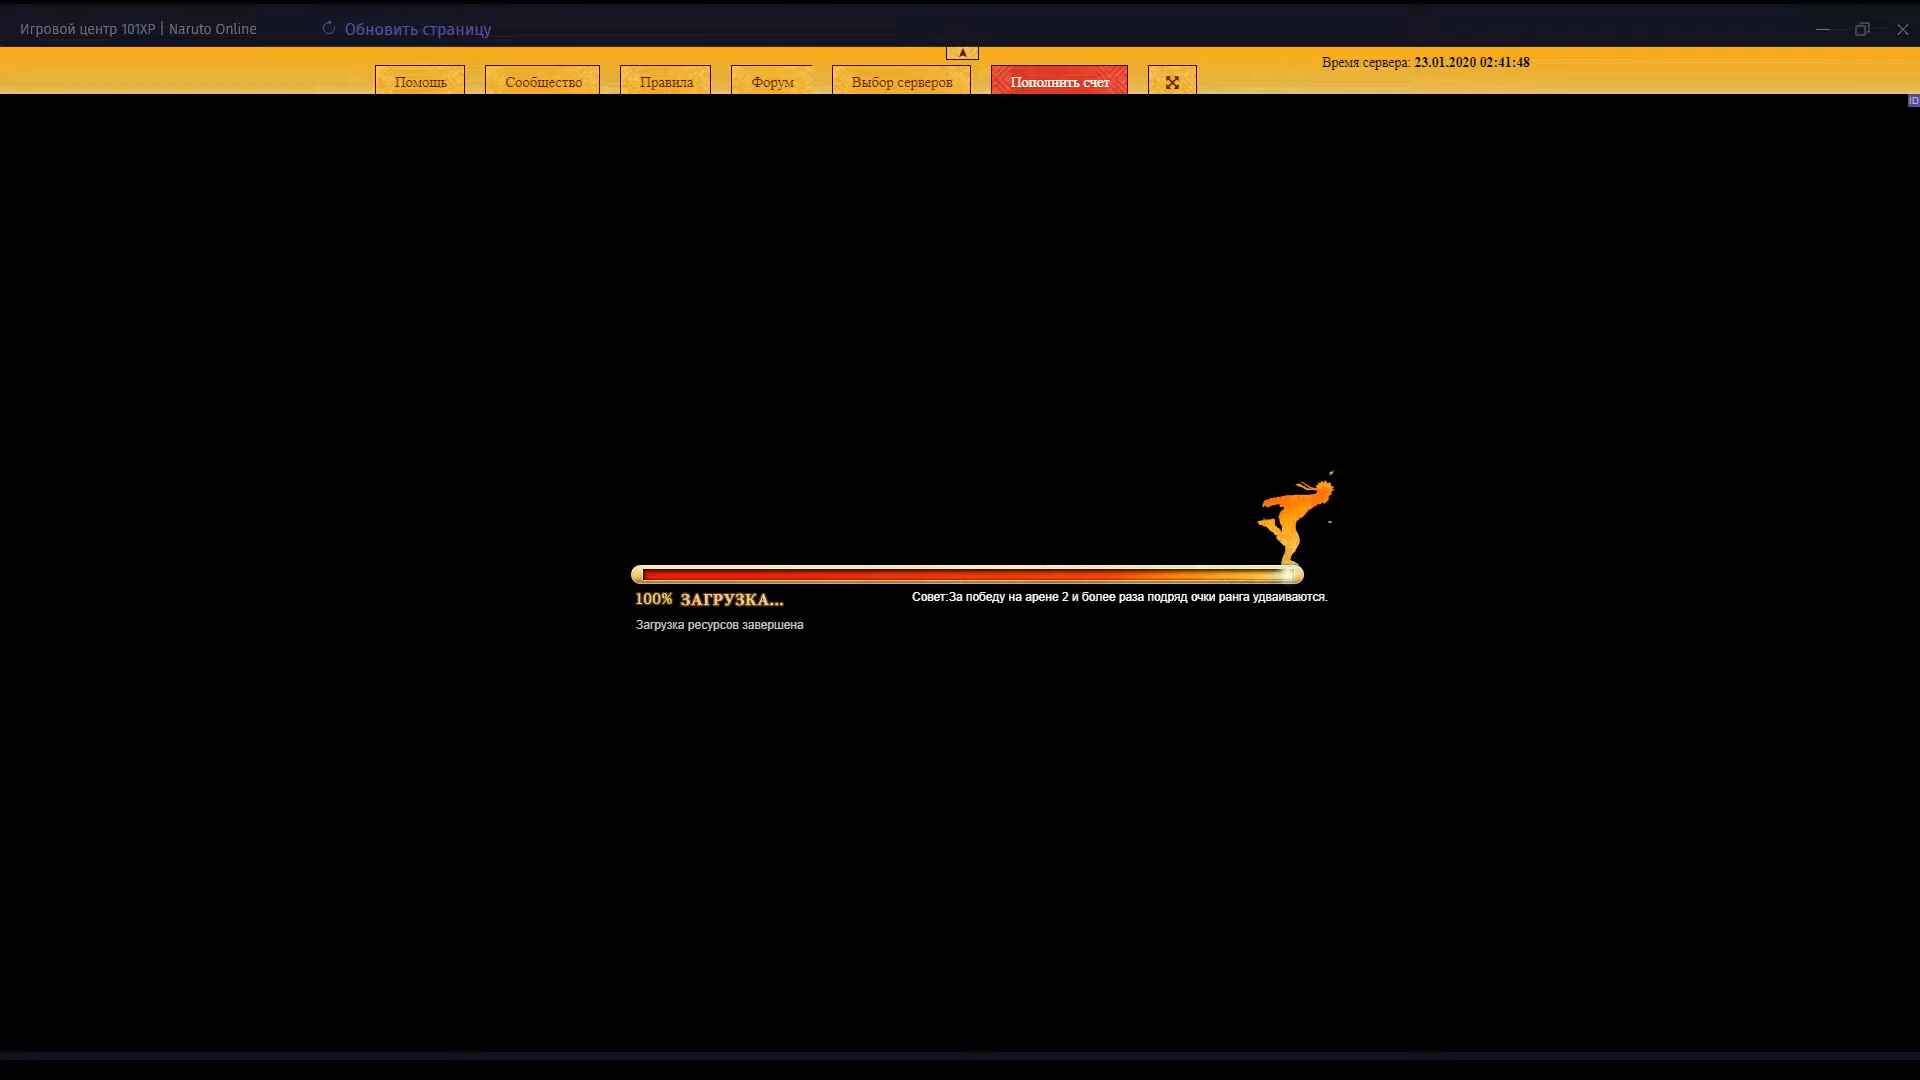 Игровой центр 101XP | Naruto Online
Обновить страницу
Время сервера: 23.01.2020 02:41:48
Помощь
Сообщество
Правила
Форум
Выбор серверов
Пополнить счет
ID
100% ЗАГРУЗКА...
Совет:За победу на арене 2 и более раза подряд очки ранга удваиваются.
Загрузка ресурсов завершена